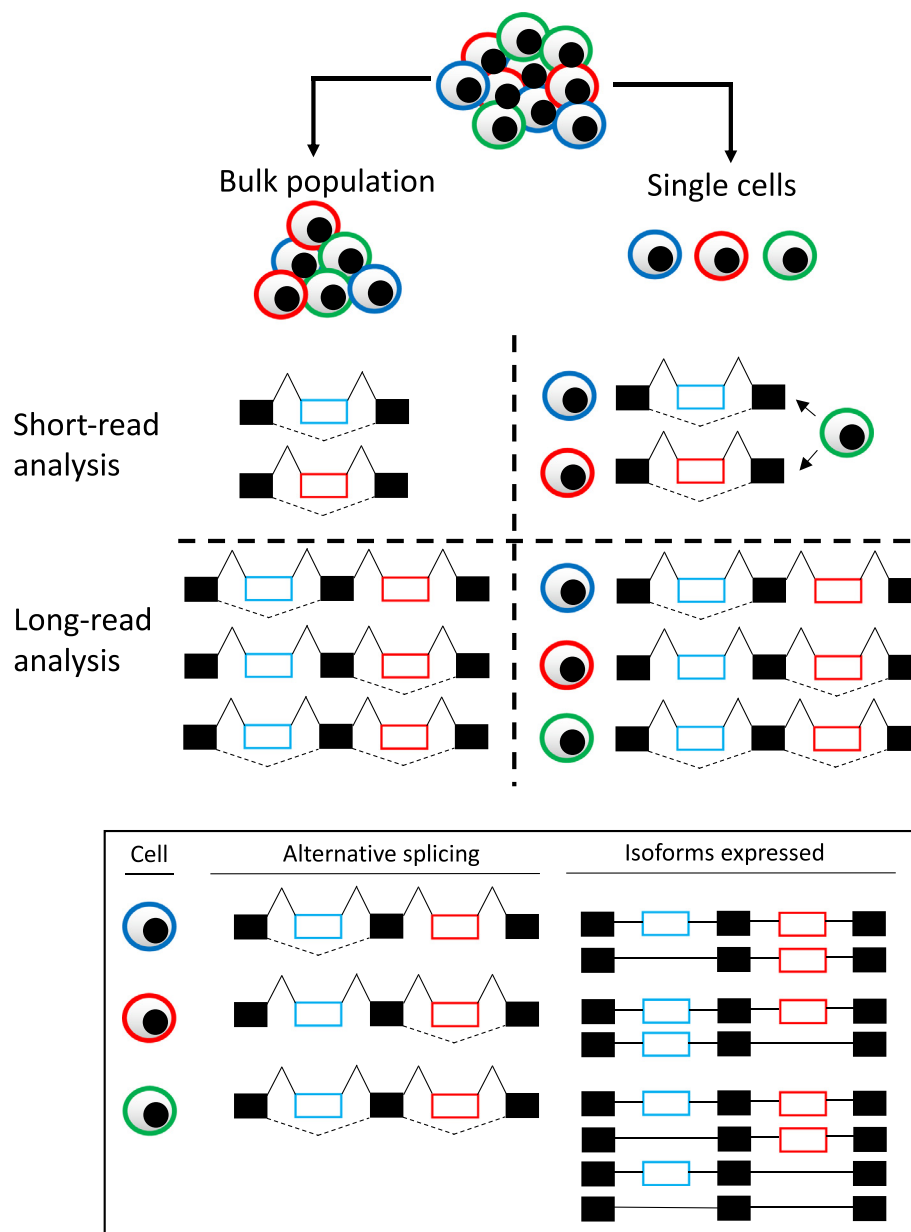 Bulk population
Single cells
Short-read
analysis
Long-read
analysis
Cell
Alternative splicing
Isoforms expressed